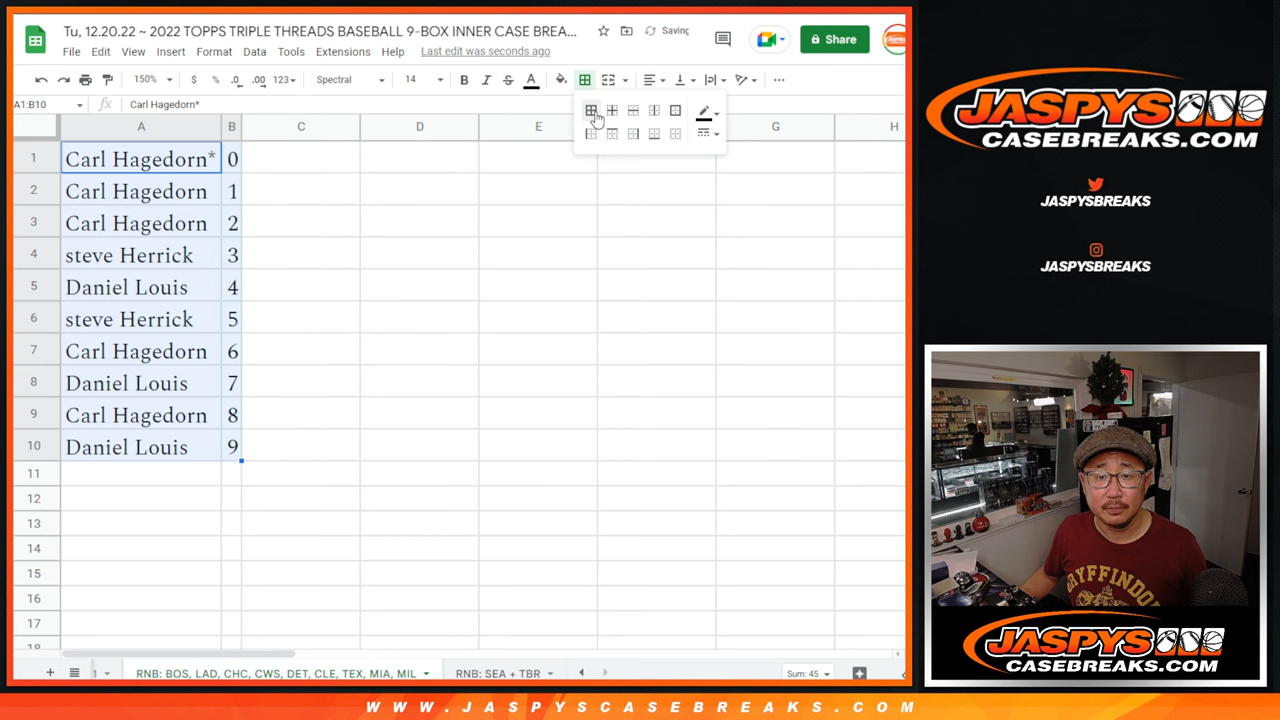 Tu, 12.20.22 ~ 2022 TOPPS TRIPLE THREADS BASEBALL 9-BOX INNER CASE BREA...
Saving
Share
File Edit View Insert Format Data Tools Extensions Help Last edit was seconds ago
150% $ % .0 .00 123 Spectral 14 B I S A
A1:B10 fx Carl Hagedorn*
A B C D E G H
1 Carl Hagedorn* 0
2 Carl Hagedorn 1
3 Carl Hagedorn 2
4 steve Herrick 3
5 Daniel Louis 4
6 steve Herrick 5
7 Carl Hagedorn 6
8 Daniel Louis 7
9 Carl Hagedorn 8
10 Daniel Louis 9
11
12
13
14
15
16
17
18
1 RNB: BOS, LAD, CHC, CWS, DET, CLE, TEX, MIA, MIL RNB: SEA + TBR Sum: 45
JASPYS
CASEBREAKS.COM
JASPYSBREAKS
JASPYSBREAKS
GRYFFINDOR
JASPYS
CASEBREAKS.COM
WWW.JASPYSCASEBREAKS.COM